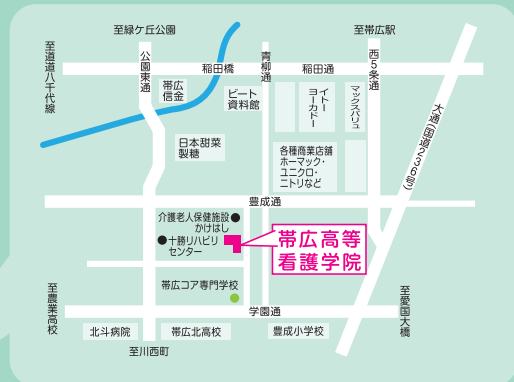 至緑ケ丘公園
至帯広駅
至道道八千代線
公園東通
稲田橋
青柳通
稲田通
西5条通
帯広
信金
ビート
資料館
イトー
ヨーカドー
マックスバリュ
大通(国道236号)
日本甜菜
製糖
各種商業店舗
ホーマック・
ユニクロ・
ニトリなど
豊成通
介護老人保健施設
かけはし
十勝リハビリ
センター
帯広高等
看護学院
帯広コア専門学校
至農業高校
学園通
至愛国大橋
北斗病院
帯広北高校
豊成小学校
至川西町